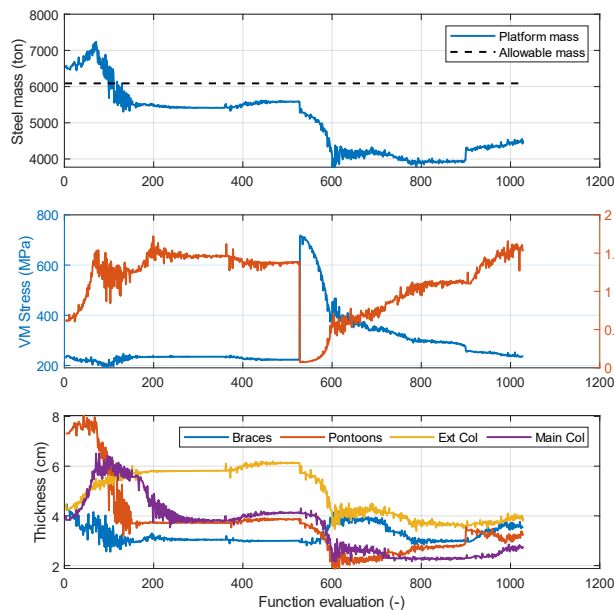 8000
7000
6000
5000
4000
Steel mass (ton)
Platform mass
Allowable mass
0 200 400 600 800 1000 1200
800
600
400
200
VM Stress (MPa)
2
1.
1
0.
0
0 200 400 600 800 1000 1200
8
6
4
2
Thickness (cm)
Braces Pontoons Ext Col Main Col
0 200 400 600 800 1000 1200
Function evaluation (-)